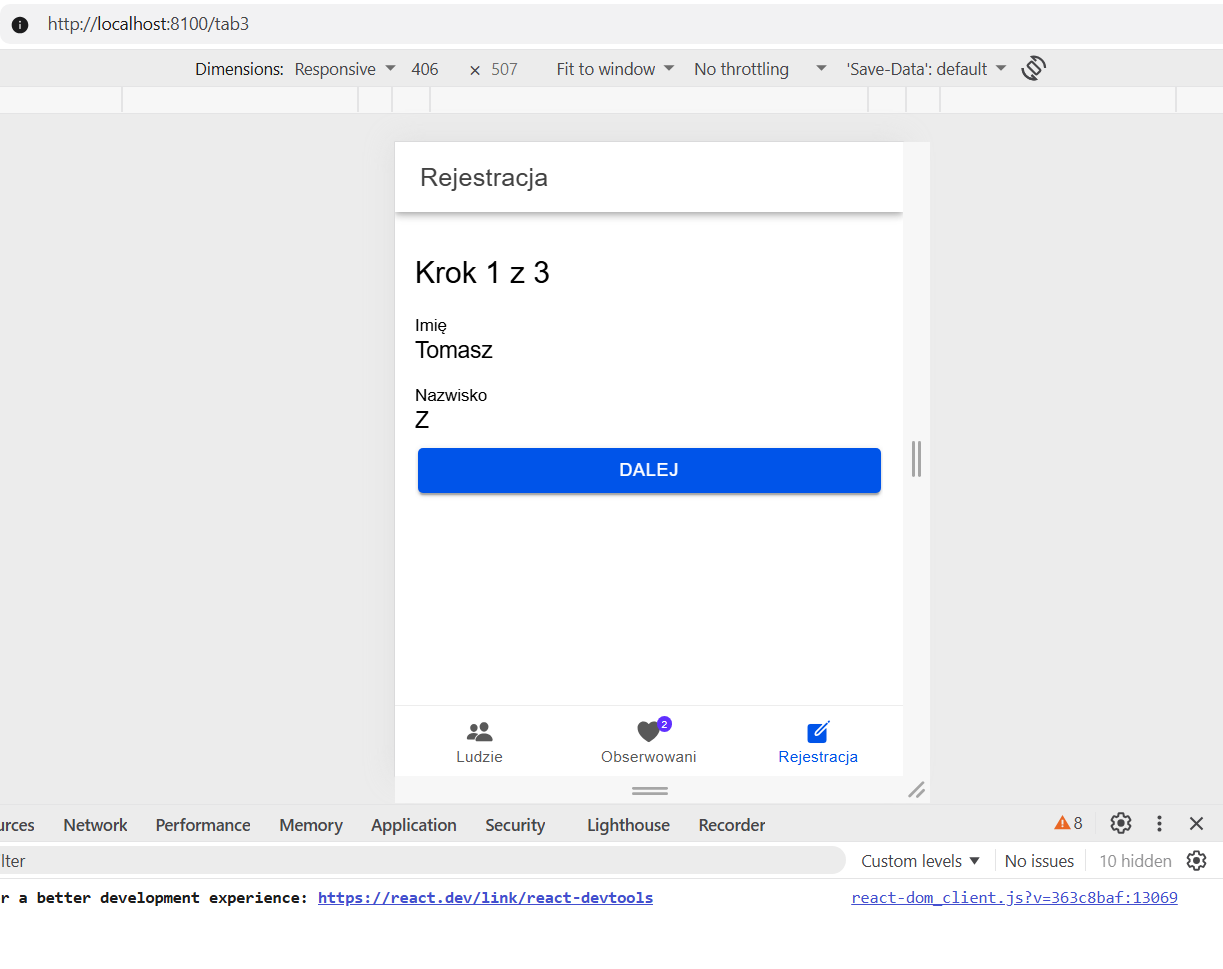 http://localhost:8100/tab3
Dimensions: Responsive 406 × 507 Fit to window No throttling 'Save-Data': default
Rejestracja
Krok 1 z 3
Imię
Tomasz
Nazwisko
Z
DALEJ
2
Ludzie Obserwowani Rejestracja
urces Network Performance Memory Application Security Lighthouse Recorder 8
lter Custom levels No issues 10 hidden
r a better development experience: https://react.dev/link/react-devtools react-dom_client.js?v=363c8baf:13069